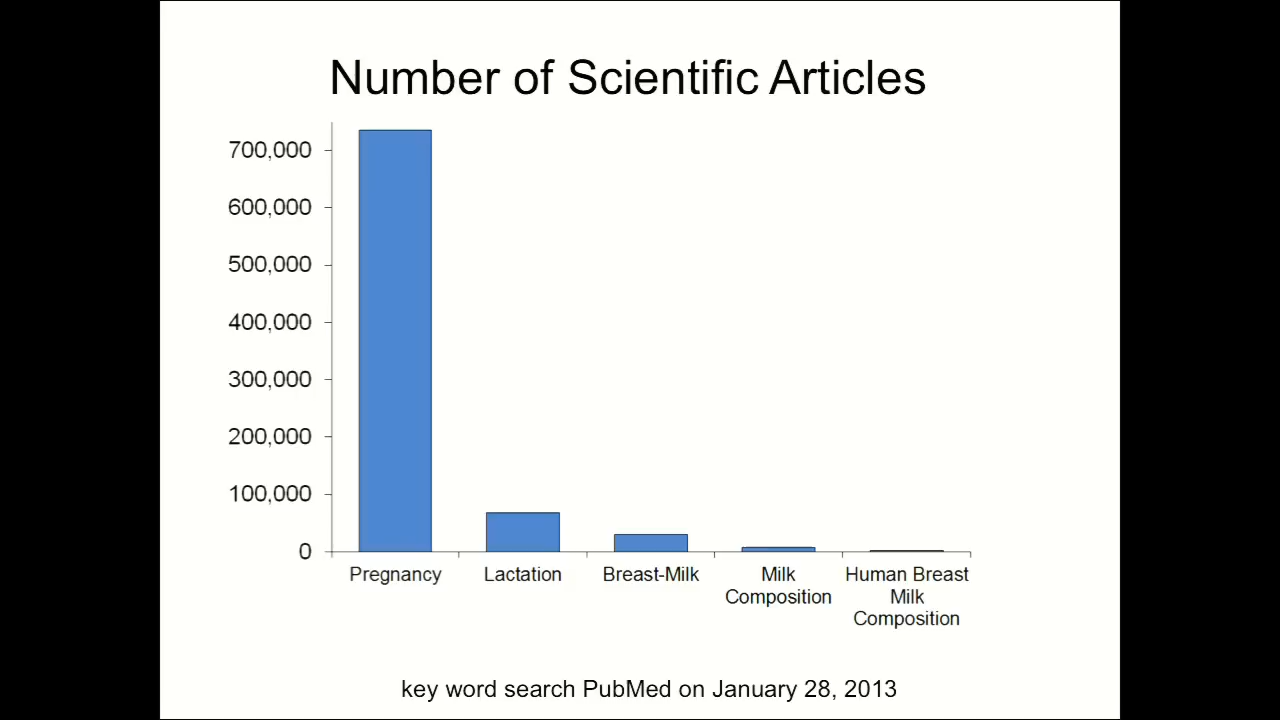 Number of Scientific Articles
700,000
600,000
500,000
400,000
300,000
200,000
100,000
0
Pregnancy
Lactation
Breast-Milk
Milk
Composition
Human Breast
Milk
Composition
key word search PubMed on January 28, 2013